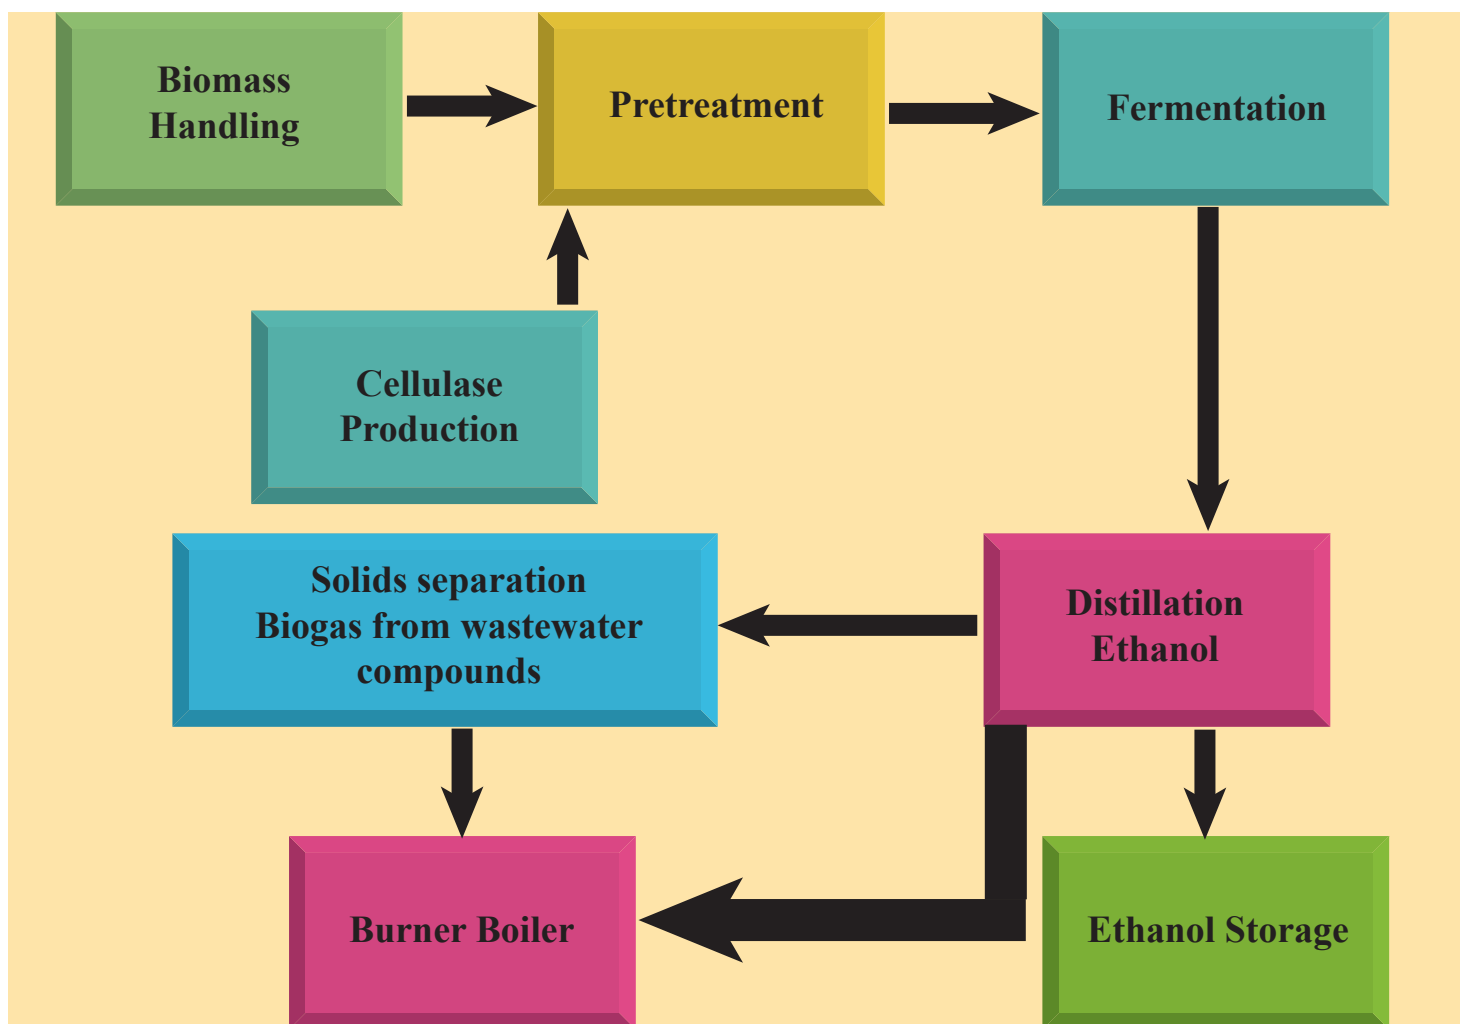 Biomass
Handling
Pretreatment
Fermentation
Cellulase
Production
Solids separation
Biogas from wastewater
compounds
Distillation
Ethanol
Burner Boiler
Ethanol Storage